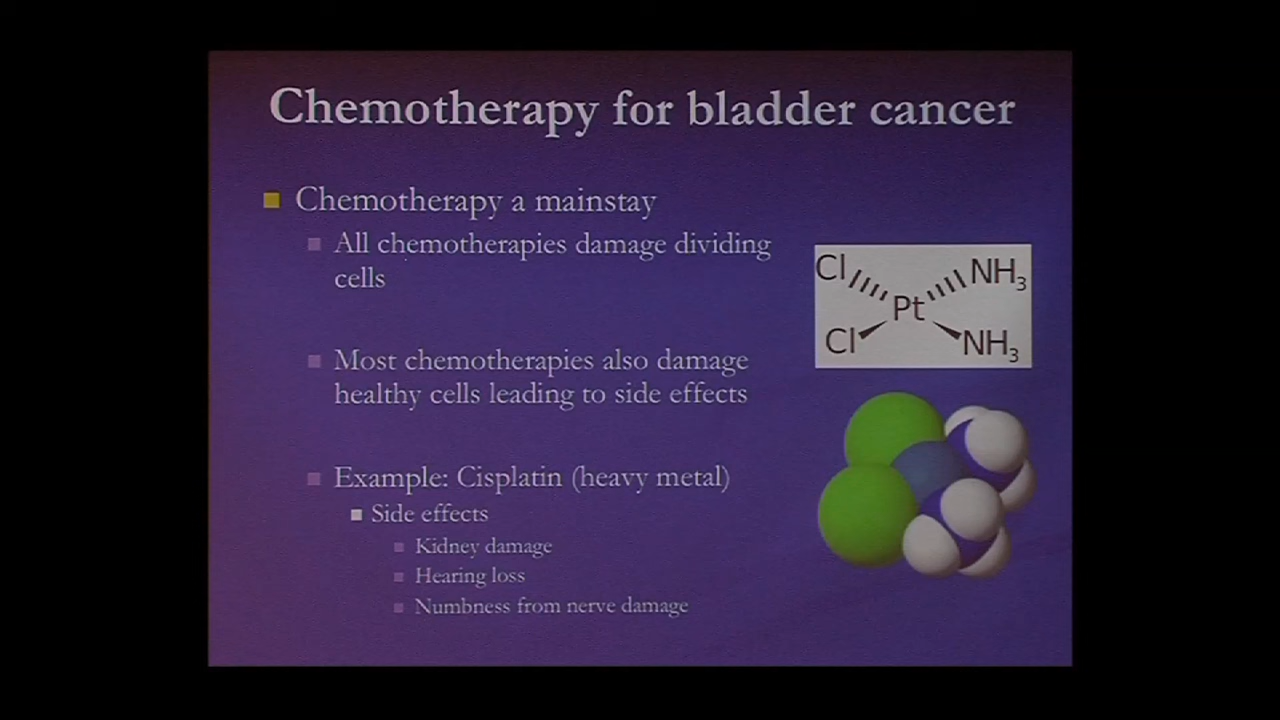 Chemotherapy for bladder cancer
Chemotherapy a mainstay
All chemotherapies damage dividing
cells
Most chemotherapies also damage
healthy cells leading to side effects
Example: Cisplatin (heavy metal)
Side effects
Kidney damage
Hearing loss
Numbness from nerve damage
Cl NH3
Pt
Cl NH3